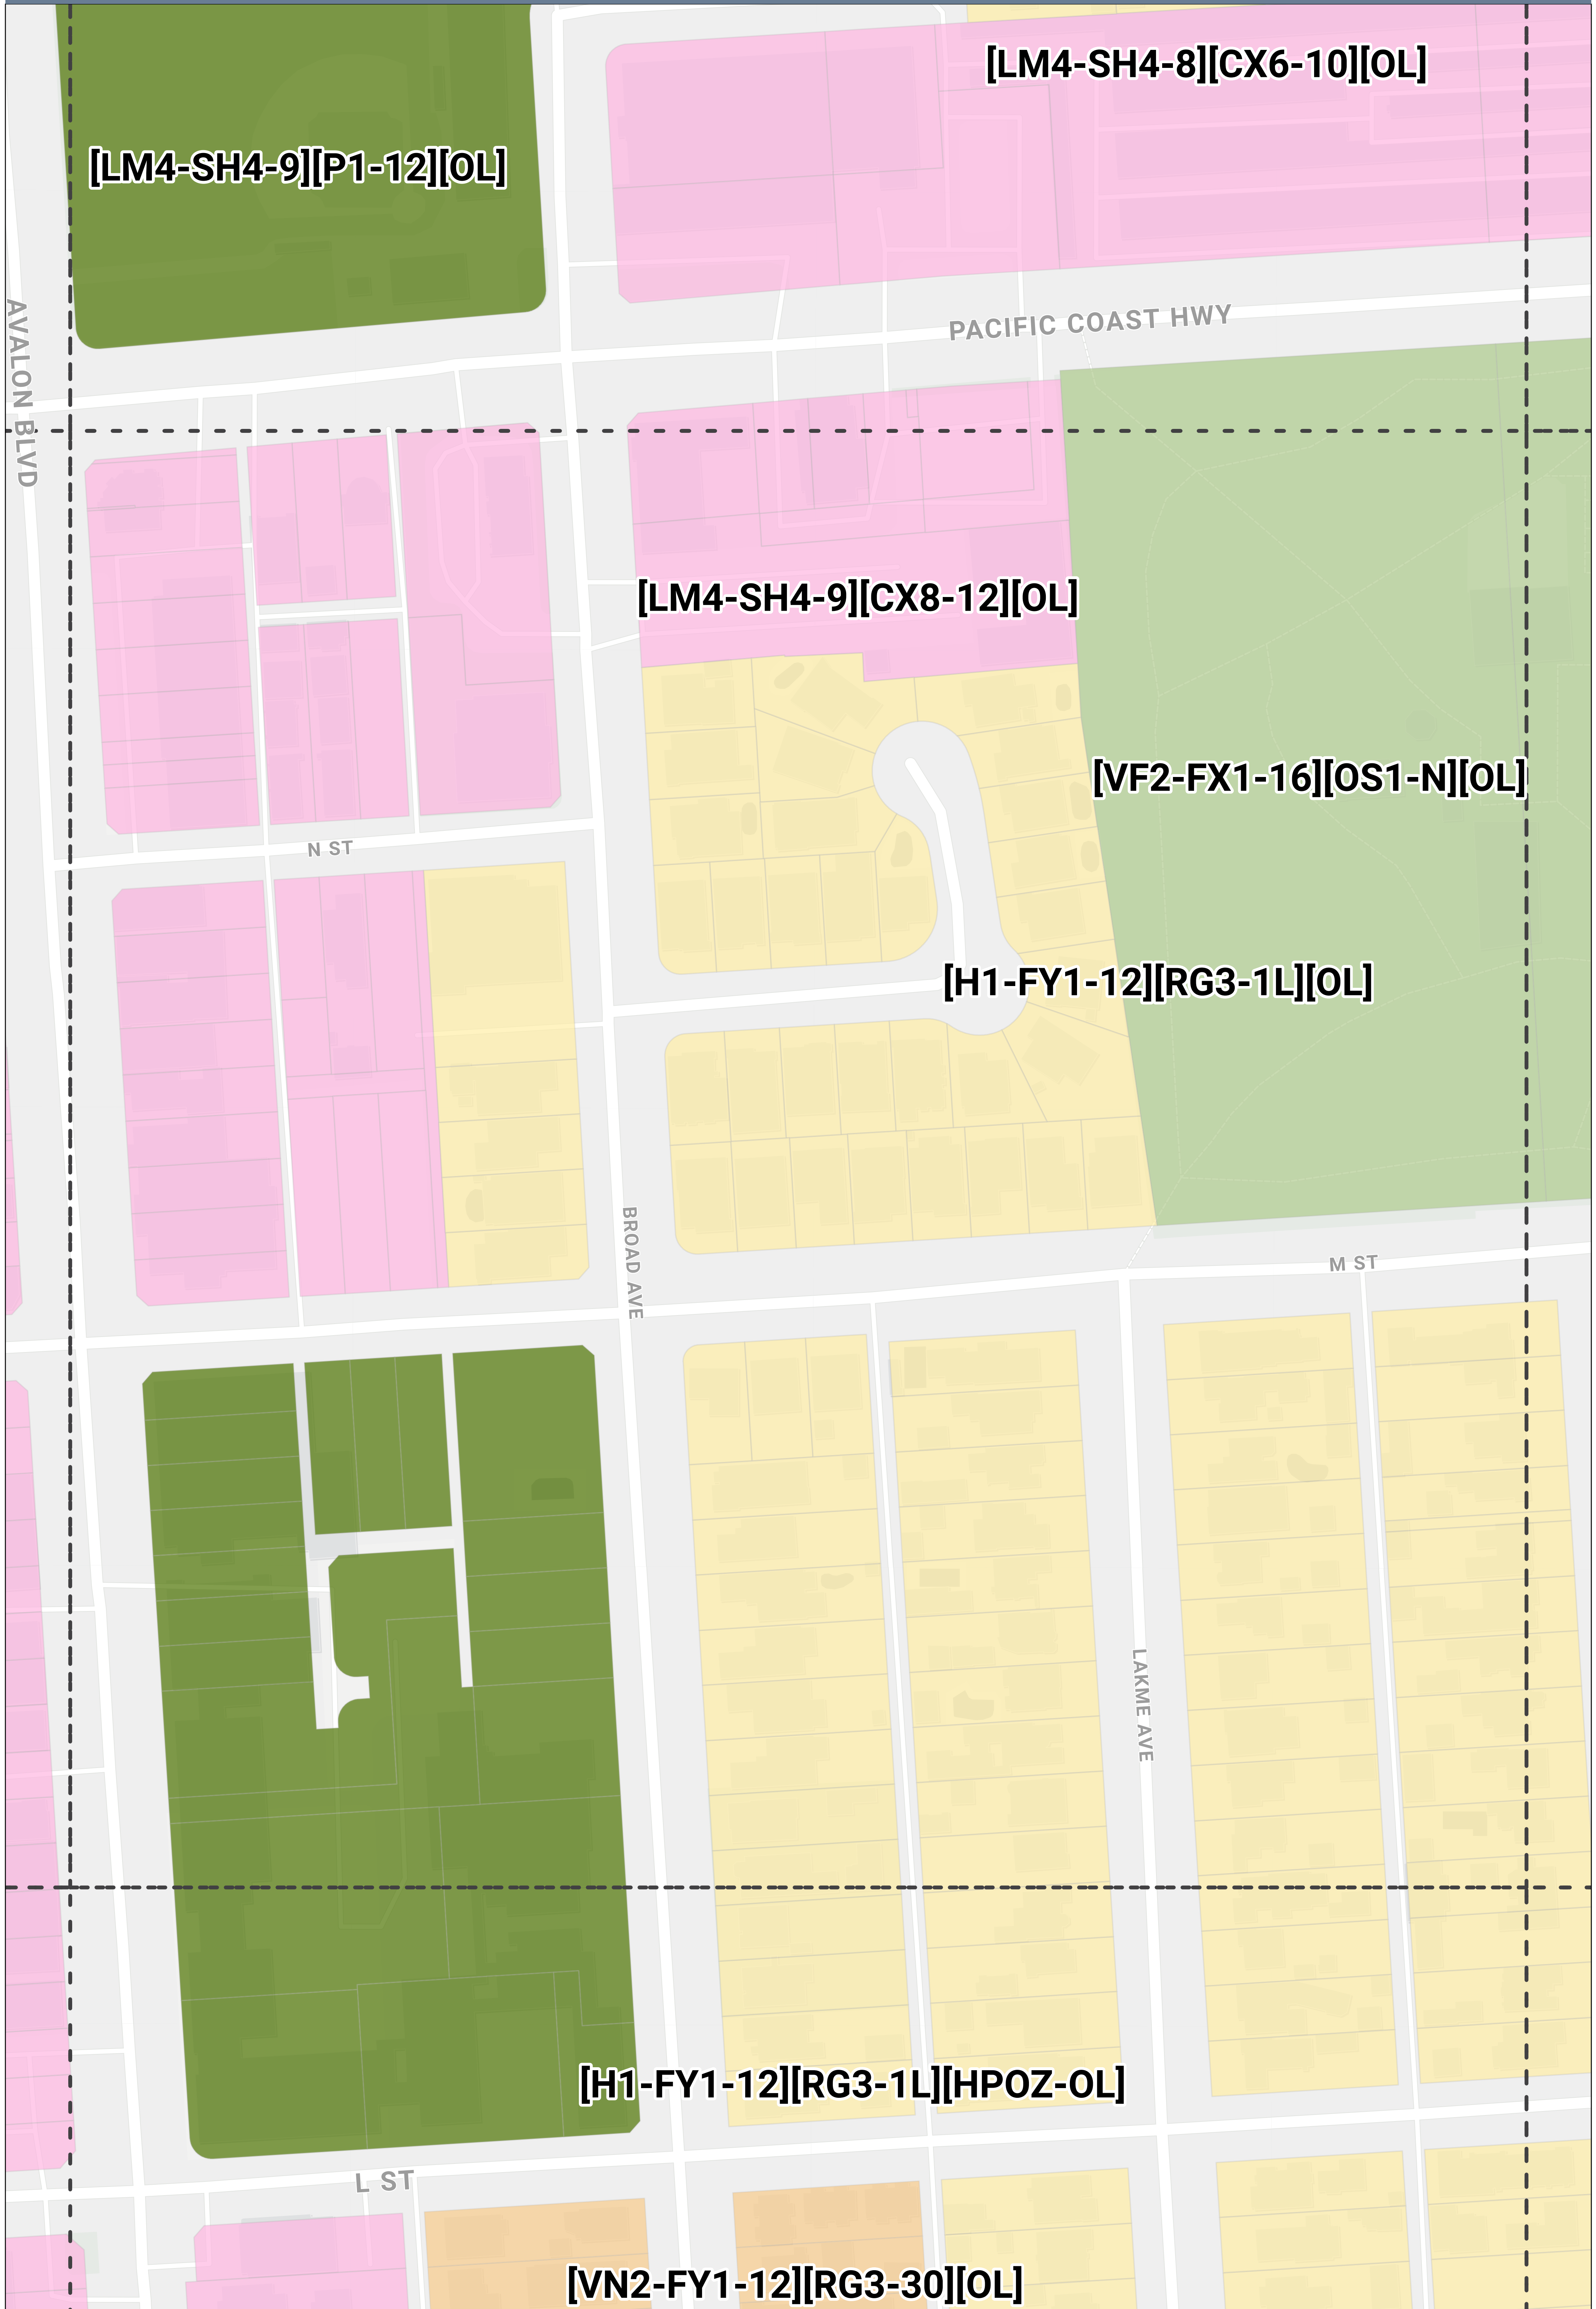 [LM4-SH4-8][CX6-10][OL]
[LM4-SH4-9][P1-12][OL]
PACIFIC COAST HWY
AVALON BLVD
[LM4-SH4-9][CX8-12][OL]
[VF2-FX1-16][OS1-N][OL]
N ST
[H1-FY1-12][RG3-1L][OL]
BROAD AVE
M ST
LAKME AVE
[H1-FY1-12][RG3-1L][HPOZ-OL]
L ST
[VN2-FY1-12][RG3-30][OL]